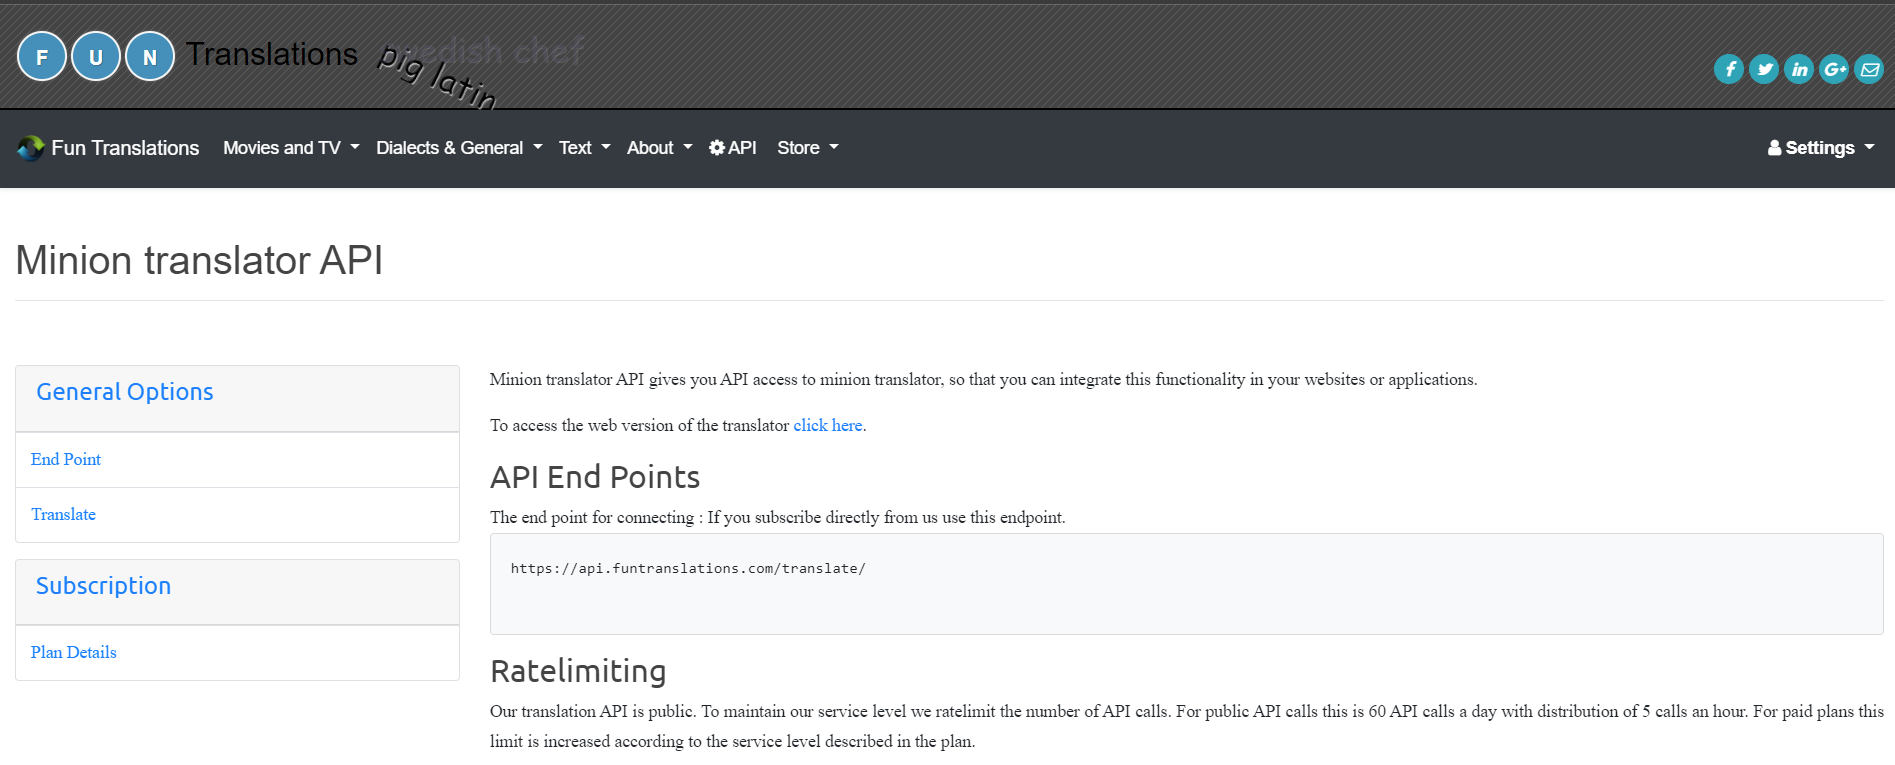 F U N Translations swedish chef
pig latin
Fun Translations Movies and TV Dialects & General Text About API Store Settings
Minion translator API
General Options
End Point
Translate
Subscription
Plan Details
Minion translator API gives you API access to minion translator, so that you can integrate this functionality in your websites or applications.
To access the web version of the translator click here.
API End Points
The end point for connecting : If you subscribe directly from us use this endpoint.
https://api.funtranslations.com/translate/
Ratelimiting
Our translation API is public. To maintain our service level we ratelimit the number of API calls. For public API calls this is 60 API calls a day with distribution of 5 calls an hour. For paid plans this
limit is increased according to the service level described in the plan.